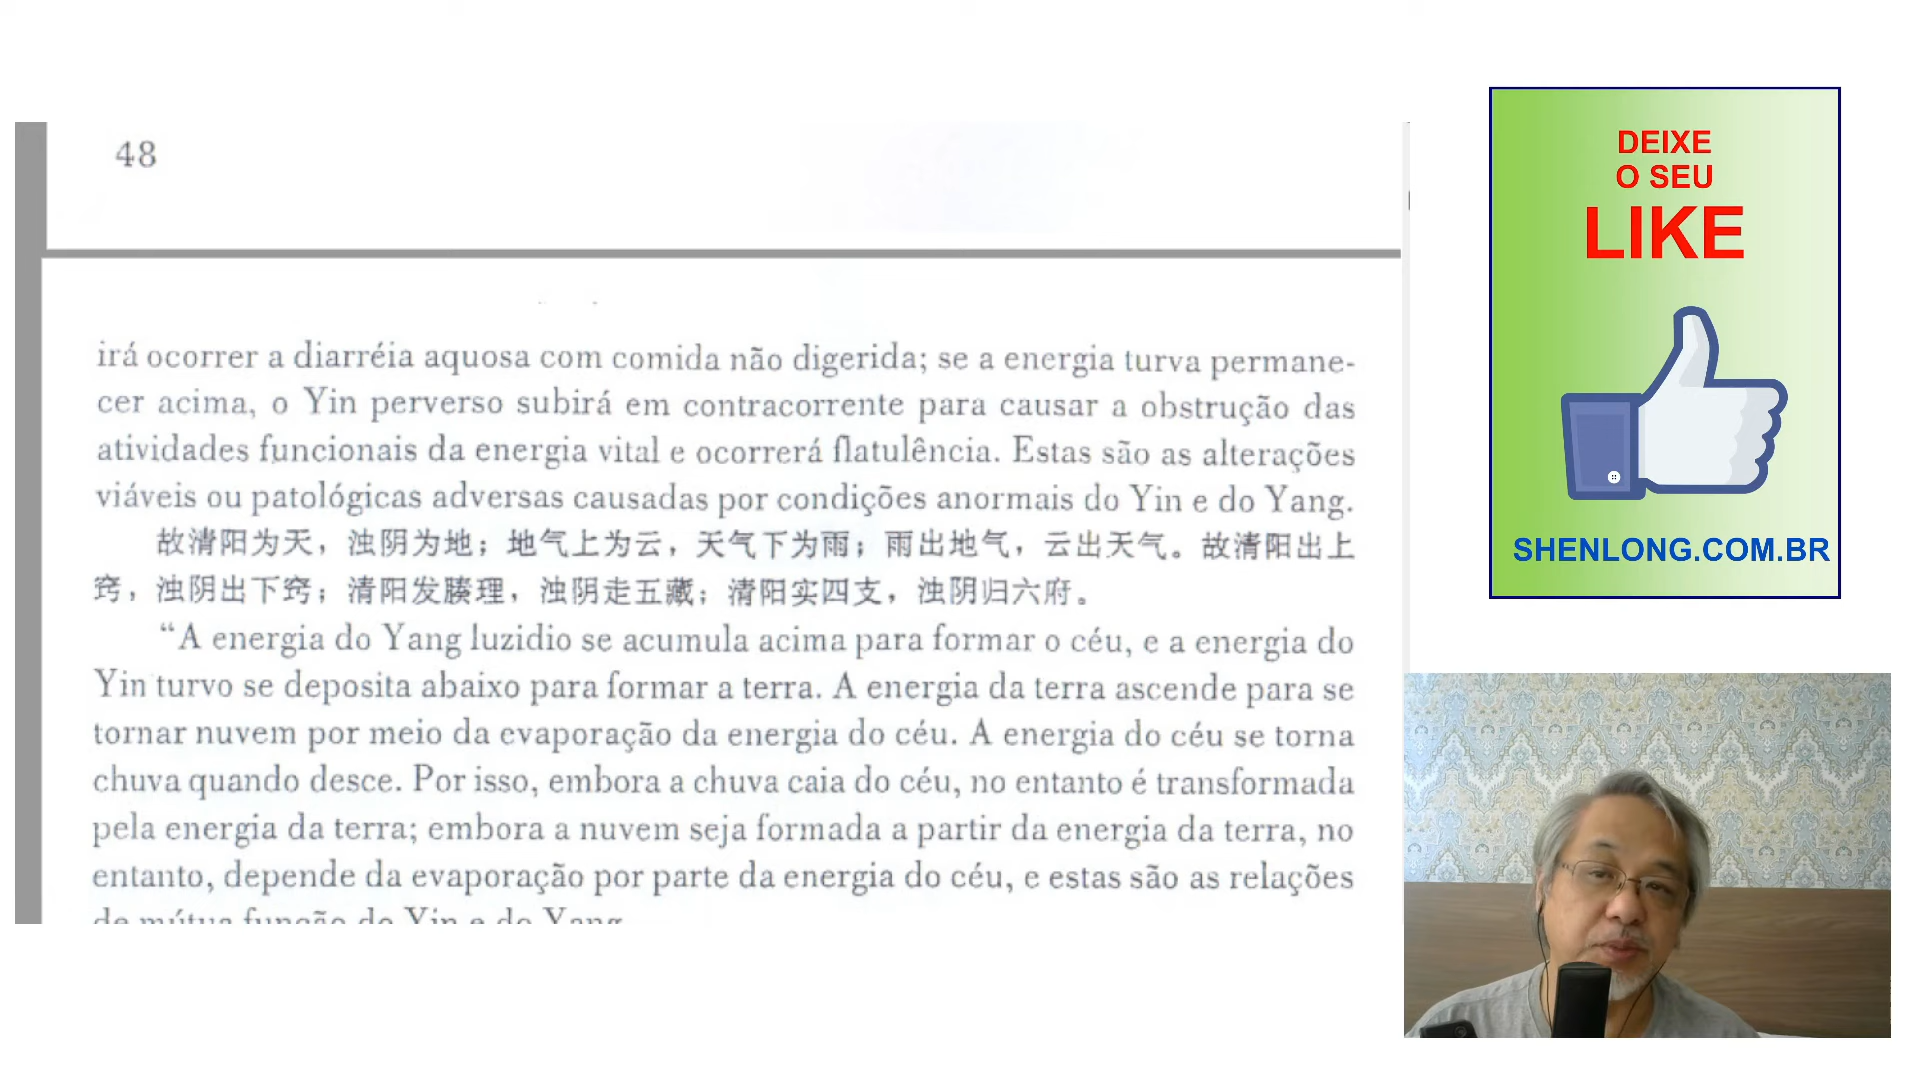 48
irá ocorrer a diarréia aquosa com comida não digerida; se a energia turva permane-
cer acima, o Yin perverso subirá em contracorrente para causar a obstrução das
atividades funcionais da energia vital e ocorrerá flatulência. Estas são as alterações
viáveis ou patológicas adversas causadas por condições anormais do Yin e do Yang.
故清阳为天，浊阴为地；地气上为云，天气下为雨；雨出地气，云出天气。故清阳出上
窍，浊阴出下窍；清阳发腠理，浊阴走五藏；清阳实四支，浊阴归六府。
“A energia do Yang luzidio se acumula acima para formar o céu, e a energia do
Yin turvo se deposita abaixo para formar a terra. A energia da terra ascende para se
tornar nuvem por meio da evaporação da energia do céu. A energia do céu se torna
chuva quando desce. Por isso, embora a chuva caia do céu, no entanto é transformada
pela energia da terra; embora a nuvem seja formada a partir da energia da terra, no
entanto, depende da evaporação por parte da energia do céu, e estas são as relações
de mútua função do Yin e do Yang.
DEIXE
O SEU
LIKE
SHENLONG.COM.BR